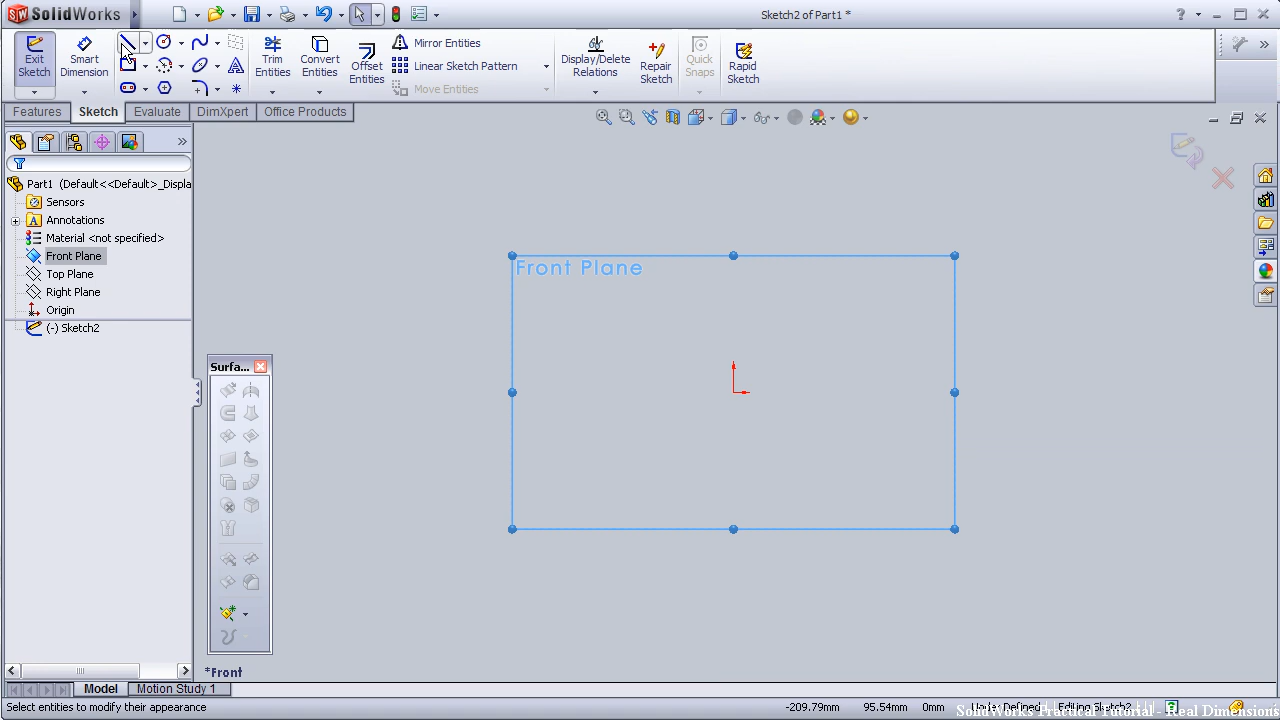 SolidWorks
Sketch2 of Part1 *
Exit Sketch
Smart Dimension
Trim Entities
Convert Entities
Offset Entities
Mirror Entities
Linear Sketch Pattern
Move Entities
Display/Delete Relations
Repair Sketch
Quick Snaps
Rapid Sketch
Features
Sketch
Evaluate
DimXpert
Office Products
Part1 (Default<<Default>_Displa
Sensors
Annotations
Material <not specified>
Front Plane
Top Plane
Right Plane
Origin
(-) Sketch2
Front Plane
Surfa...
*Front
Model
Motion Study 1
Select entities to modify their appearance
-209.79mm
95.54mm
0mm
Under Defined
Editing Sketch2
SolidWorks Practical Tutorial - Real Dimensions